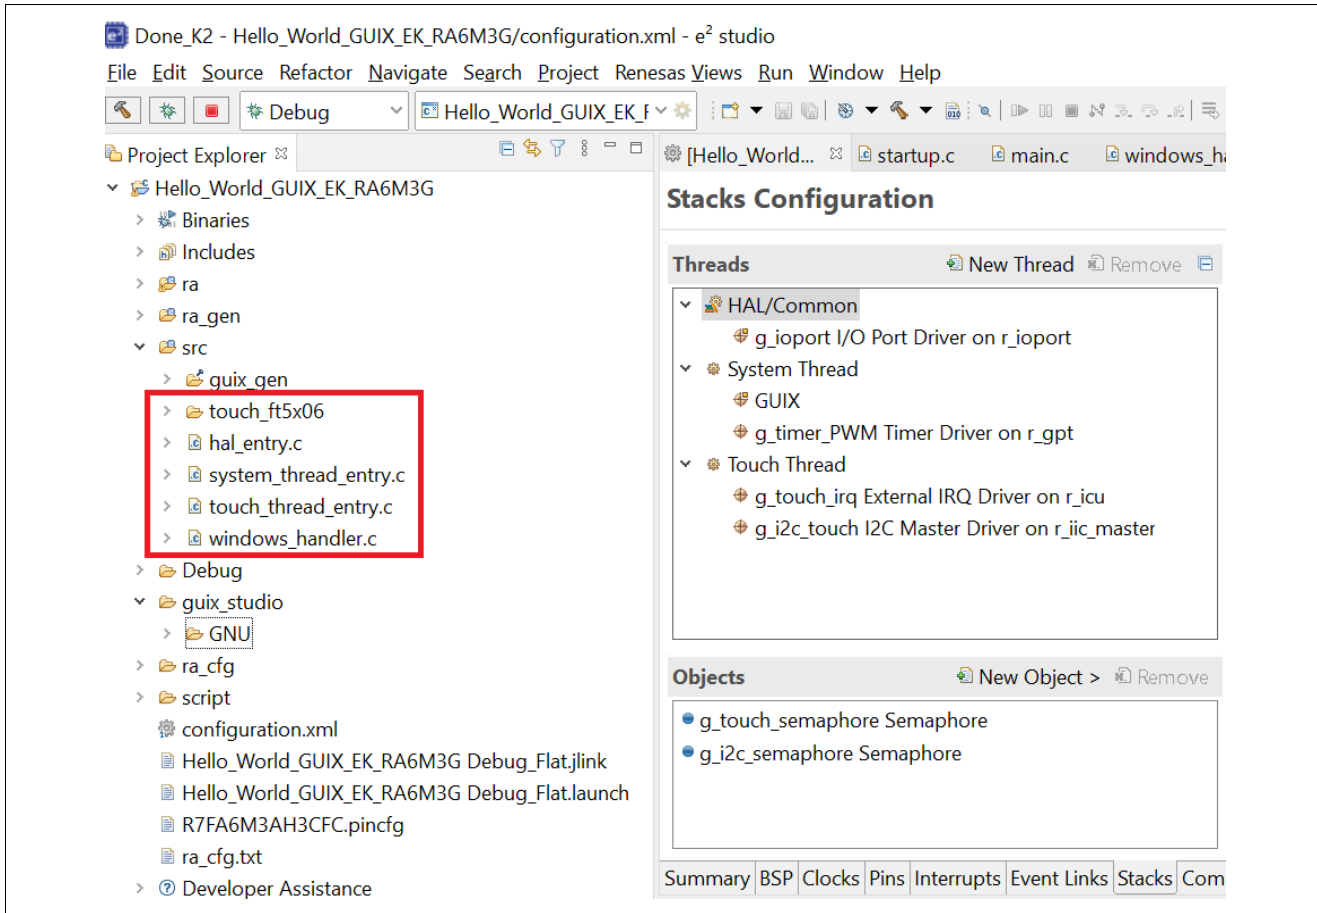 Done_K2 - Hello_World_GUIX_EK_RA6M3G/configuration.xml - e² studio
File Edit Source Refactor Navigate Search Project Renesas Views Run Window Help
Debug
Hello_World_GUIX_EK_F
Project Explorer
Hello_World_GUIX_EK_RA6M3G
Binaries
Includes
ra
ra_gen
src
guix_gen
touch_ft5x06
hal_entry.c
system_thread_entry.c
touch_thread_entry.c
windows_handler.c
Debug
guix_studio
GNU
ra_cfg
script
configuration.xml
Hello_World_GUIX_EK_RA6M3G Debug_Flat.jlink
Hello_World_GUIX_EK_RA6M3G Debug_Flat.launch
R7FA6M3AH3CFC.pincfg
ra_cfg.txt
Developer Assistance
[Hello_World... startup.c main.c windows_ha
Stacks Configuration
Threads New Thread Remove
HAL/Common
g_ioport I/O Port Driver on r_ioport
System Thread
GUIX
g_timer_PWM Timer Driver on r_gpt
Touch Thread
g_touch_irq External IRQ Driver on r_icu
g_i2c_touch I2C Master Driver on r_iic_master
Objects New Object > Remove
g_touch_semaphore Semaphore
g_i2c_semaphore Semaphore
Summary BSP Clocks Pins Interrupts Event Links Stacks Com